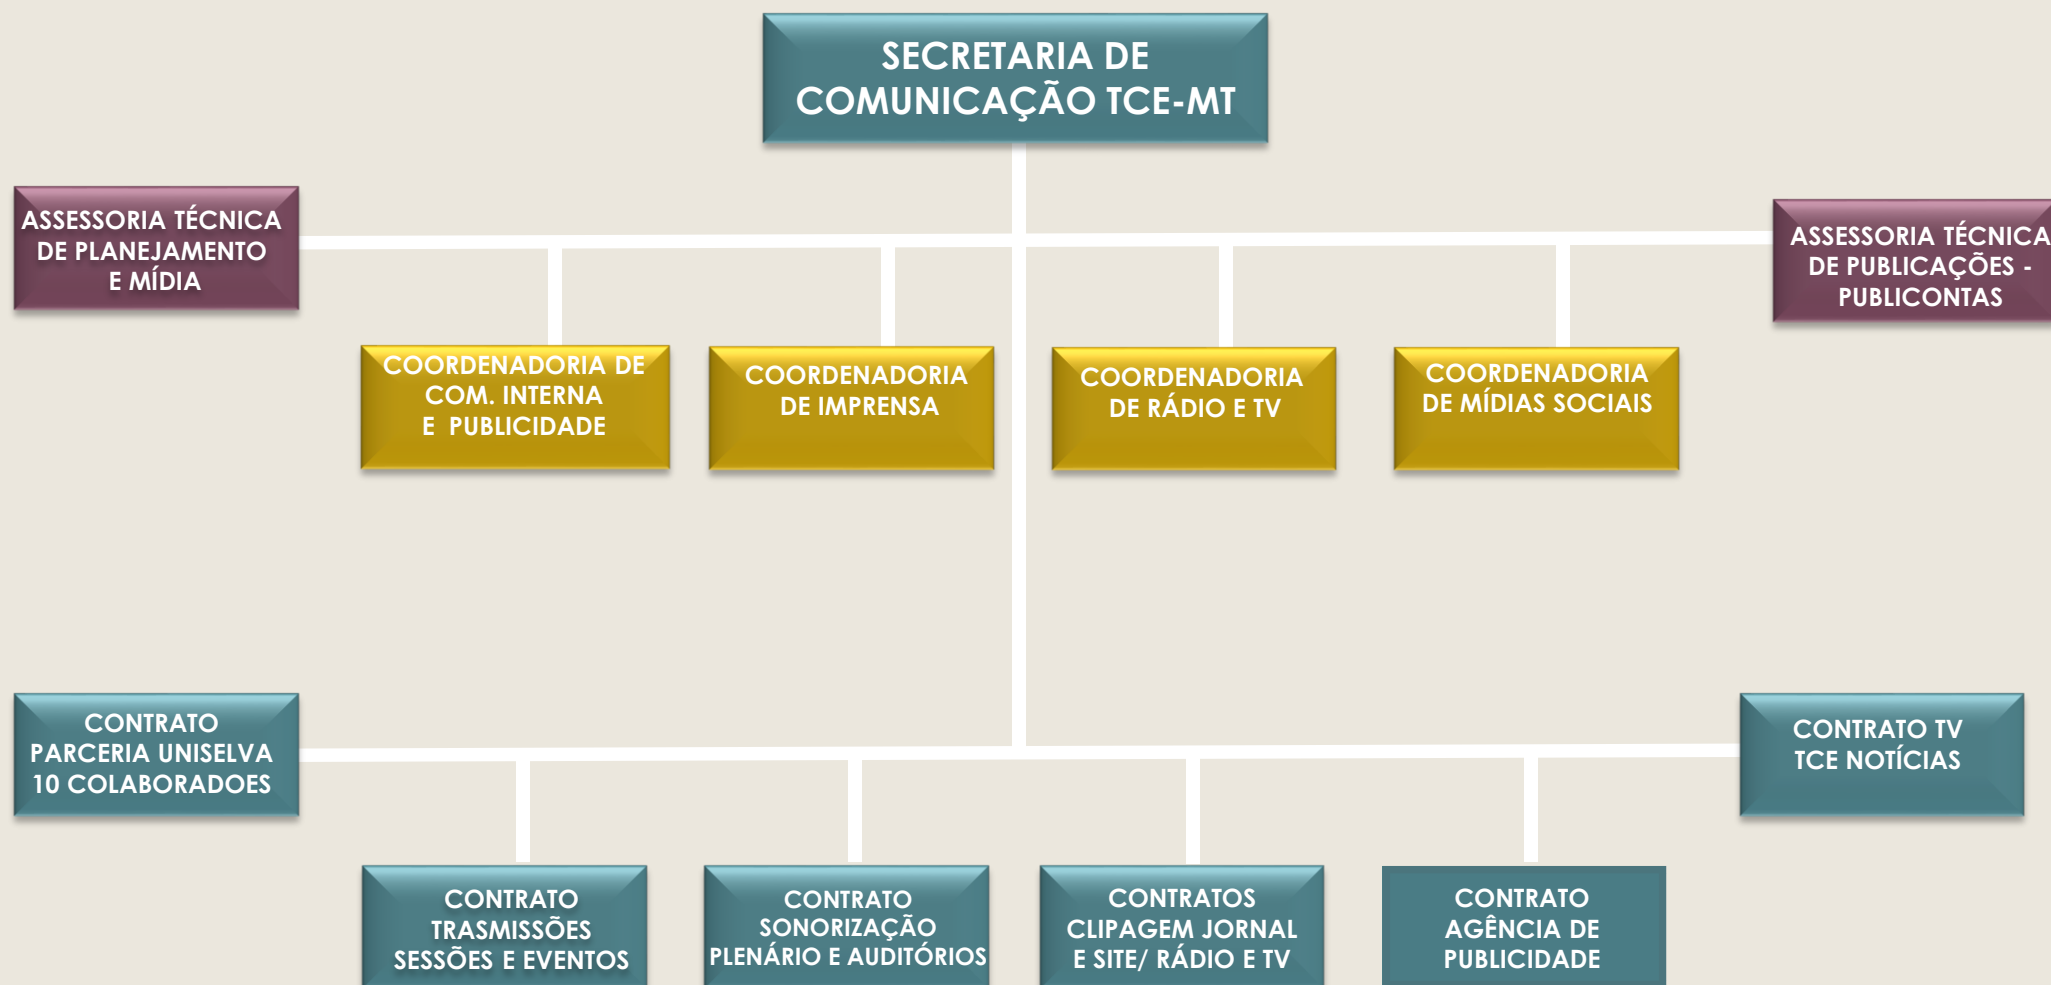 SECRETARIA DE
COMUNICAÇÃO TCE-MT
ASSESSORIA TÉCNICA
DE PLANEJAMENTO
E MÍDIA
ASSESSORIA TÉCNICA
DE PUBLICAÇÕES -
PUBLICONTAS
COORDENADORIA DE
COM. INTERNA
E PUBLICIDADE
COORDENADORIA
DE IMPRENSA
COORDENADORIA
DE RÁDIO E TV
COORDENADORIA
DE MÍDIAS SOCIAIS
CONTRATO
PARCERIA UNISELVA
10 COLABORADOES
CONTRATO TV
TCE NOTÍCIAS
CONTRATO
TRASMISSÕES
SESSÕES E EVENTOS
CONTRATO
SONORIZAÇÃO
PLENÁRIO E AUDITÓRIOS
CONTRATOS
CLIPAGEM JORNAL
E SITE/ RÁDIO E TV
CONTRATO
AGÊNCIA DE
PUBLICIDADE